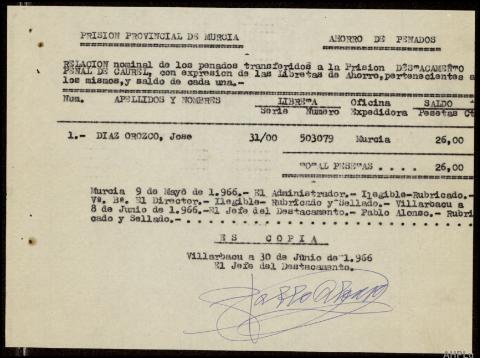 PRISION PROVINCIAL DE MURCIA AHORRO DE PENADOS
RELACION nominal de los penados transferidos a la Prision
PENAL DE CAUREL, con expresion de las Libretas de Ahorro,pertenecientes a
los mismos,y saldo de cada una.-
Num. APELLIDOS Y NOMBRES LIBRETA Oficina SALDO
Serie Numero Expedidora Pesetas Ct
1.- DIAZ OROZCO, Jose 31/00 503079 Murcia 26,00
TOTAL PESETAS . . . . 26,00
Murcia 9 de Mayo de 1.966.- El Administrador.- Ilegible-Rubricado.-
Vº. Bº. El Director.- Ilegible- Rubricado y Sellado.- Villarbacu a
8 de Junio de 1.966.-El Jefe del Destacamento.- Pablo Alonso.- Rubri
cado y Sellado.- . . . . . . . . . . . . . . . . . . . . . . . .
ES COPIA
Villarbacu a 30 de Junio de 1.966
El Jefe del Destacamento.
Pablo Alonso